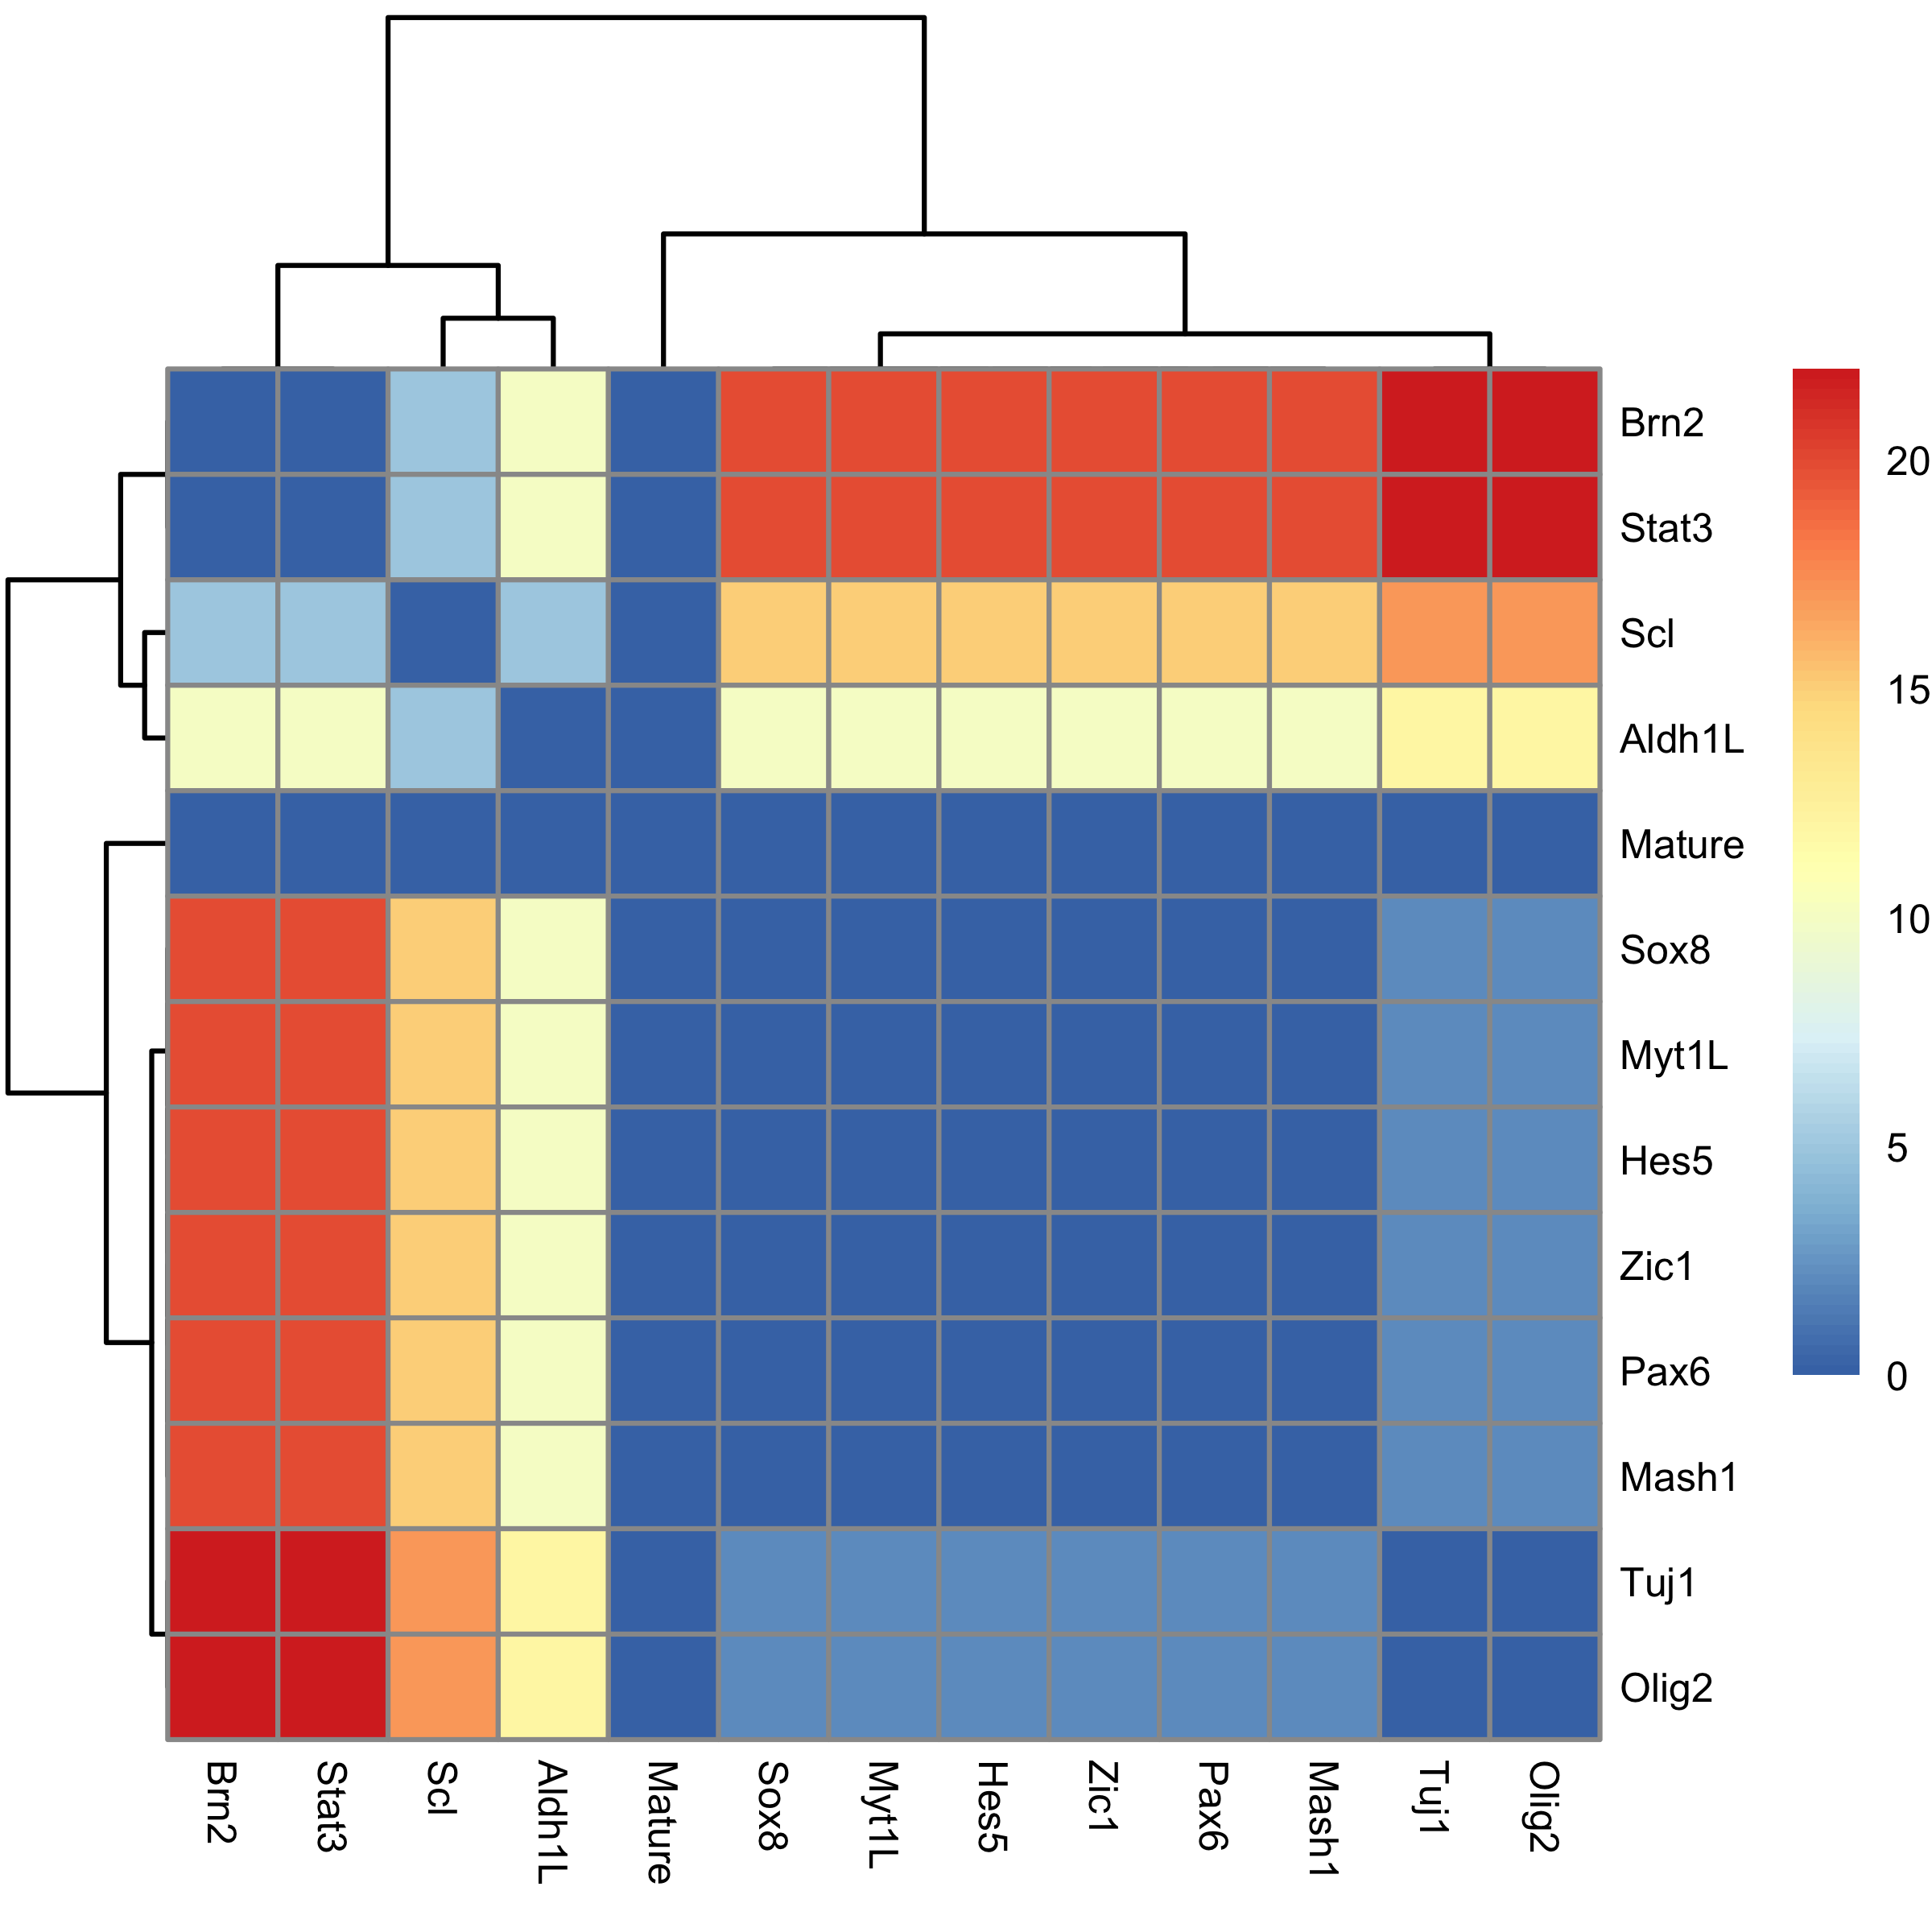 Brn2
Stat3
Scl
Aldh1L
Mature
Sox8
Myt1L
Hes5
Zic1
Pax6
Mash1
Tuj1
Olig2
20
15
10
5
0
Brn2
Stat3
Scl
Aldh1L
Mature
Sox8
Myt1L
Hes5
Zic1
Pax6
Mash1
Tuj1
Olig2